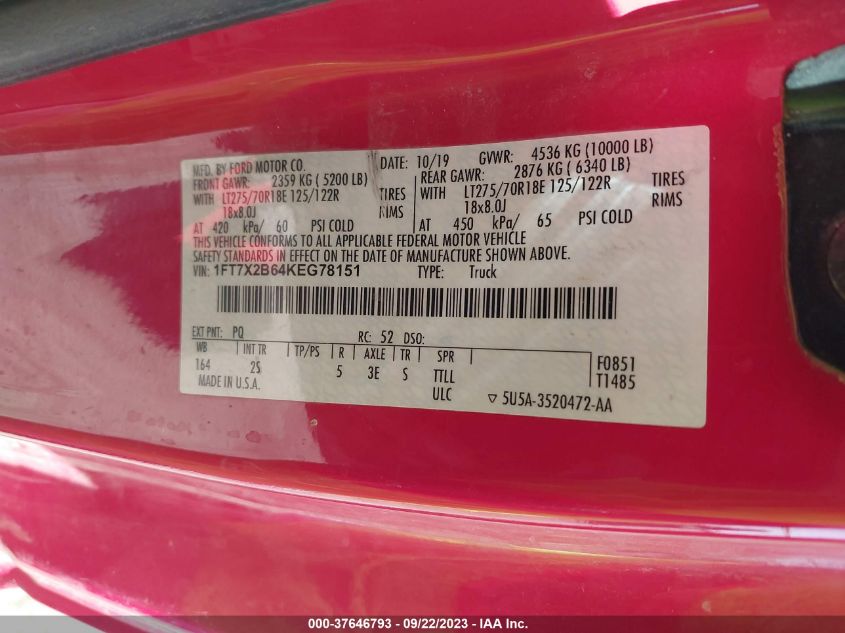 MFD. BY FORD MOTOR CO. DATE: 10/19 GVWR: 4536 KG (10000 LB)
FRONT GAWR: 2359 KG (5200 LB) REAR GAWR: 2876 KG (6340 LB)
WITH LT275/70R18E 125/122R TIRES WITH LT275/70R18E 125/122R TIRES
18x8.0J RIMS 18x8.0J RIMS
AT 420 kPa/ 60 PSI COLD AT 450 kPa/ 65 PSI COLD
THIS VEHICLE CONFORMS TO ALL APPLICABLE FEDERAL MOTOR VEHICLE
SAFETY STANDARDS IN EFFECT ON THE DATE OF MANUFACTURE SHOWN ABOVE.
VIN: 1FT7X2B64KEG78151 TYPE: Truck
EXT PNT: PQ RC: 52 DSO:
WB INT TR TP/PS R AXLE TR SPR F0851
164 2S 5 3E S TTLL T1485
MADE IN U.S.A. ULC ▽ 5U5A-3520472-AA
000-37646793 - 09/22/2023 - IAA Inc.